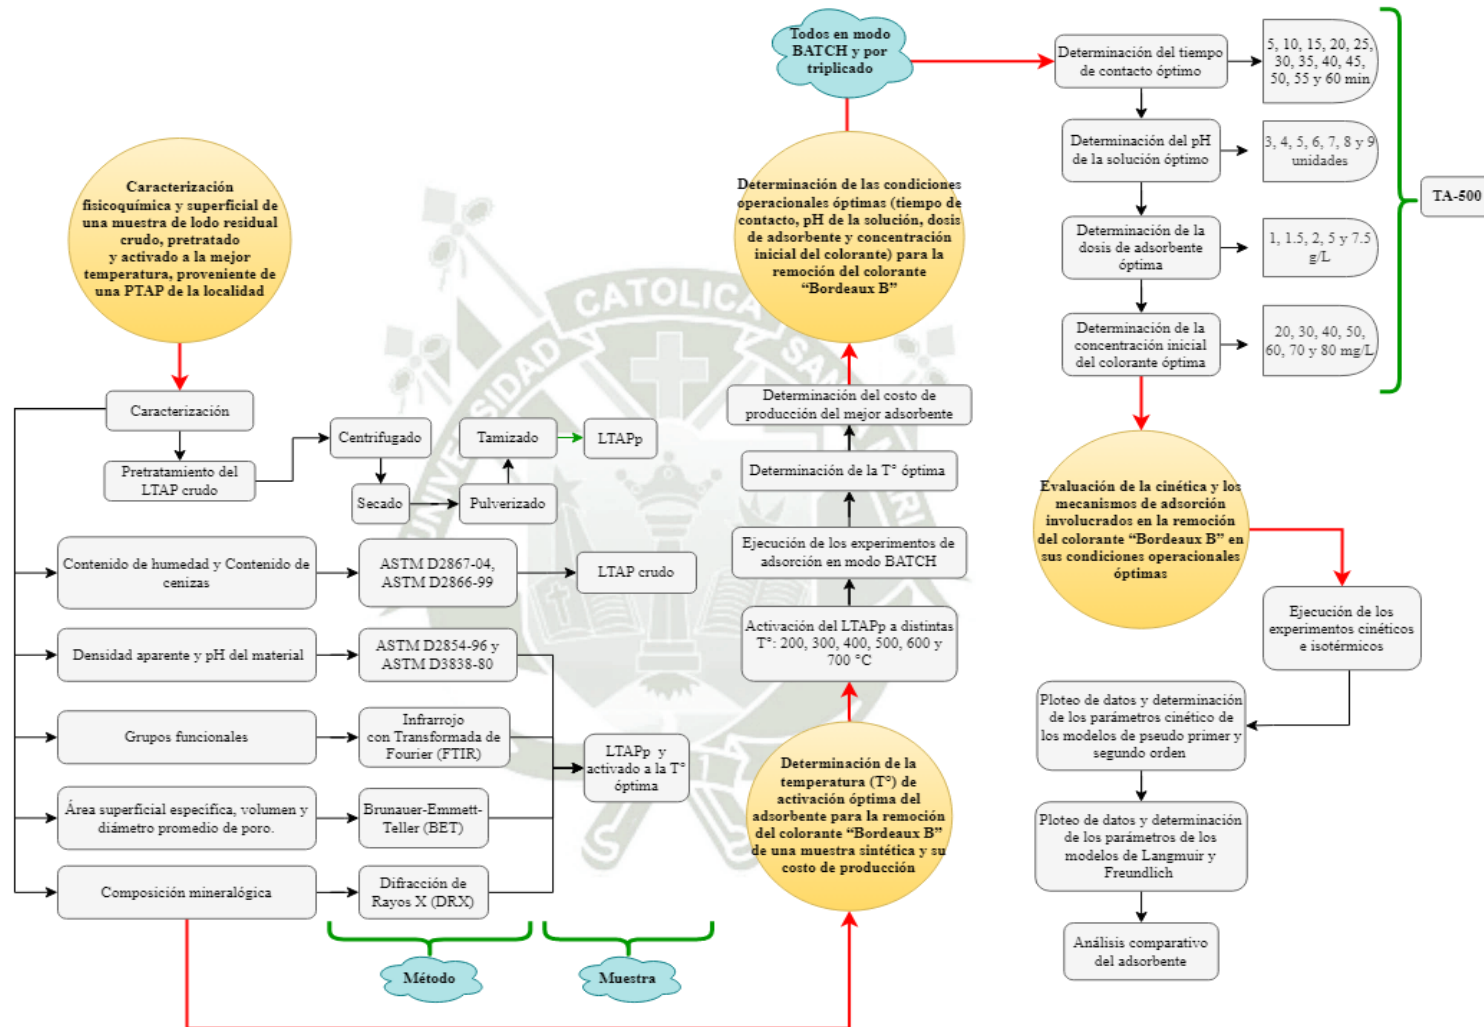 Todos en modo
BATCH y por
triplicado
Determinación del tiempo
de contacto óptimo
5, 10, 15, 20, 25,
30, 35, 40, 45,
50, 55 y 60 min
Determinación del pH
de la solución óptimo
3, 4, 5, 6, 7, 8 y 9
unidades
Determinación de la
dosis de adsorbente
óptima
1, 1.5, 2, 5 y 7.5
g/L
Determinación de la
concentración inicial
del colorante óptima
20, 30, 40, 50,
60, 70 y 80 mg/L
TA-500
Caracterización
fisicoquímica y superficial de
una muestra de lodo residual
crudo, pretratado
y activado a la mejor
temperatura, proveniente de
una PTAP de la localidad
Determinación de las condiciones
operacionales óptimas (tiempo de
contacto, pH de la solución, dosis
de adsorbente y concentración
inicial del colorante) para la
remoción del colorante
“Bordeaux B”
Caracterización
Pretratamiento del
LTAP crudo
Centrifugado
Secado
Pulverizado
Tamizado
LTAPp
Contenido de humedad y Contenido de
cenizas
ASTM D2867-04,
ASTM D2866-99
LTAP crudo
Densidad aparente y pH del material
ASTM D2854-96 y
ASTM D3838-80
Grupos funcionales
Infrarrojo
con Transformada de
Fourier (FTIR)
LTAPp y
activado a la T°
óptima
Área superficial específica, volumen y
diámetro promedio de poro.
Brunauer-Emmett-
Teller (BET)
Composición mineralógica
Difracción de
Rayos X (DRX)
Método
Muestra
Determinación del costo de
producción del mejor adsorbente
Determinación de la T° óptima
Ejecución de los experimentos de
adsorción en modo BATCH
Activación del LTAPp a distintas
T°: 200, 300, 400, 500, 600 y
700 °C
Determinación de la
temperatura (T°) de
activación óptima del
adsorbente para la remoción
del colorante “Bordeaux B”
de una muestra sintética y su
costo de producción
Evaluación de la cinética y los
mecanismos de adsorción
involucrados en la remoción
del colorante “Bordeaux B” en
sus condiciones operacionales
óptimas
Ejecución de los
experimentos cinéticos
e isotérmicos
Ploteo de datos y determinación
de los parámetros cinético de
los modelos de pseudo primer y
segundo orden
Ploteo de datos y determinación
de los parámetros de los
modelos de Langmuir y
Freundlich
Análisis comparativo
del adsorbente
UNIVERSIDAD CATOLICA